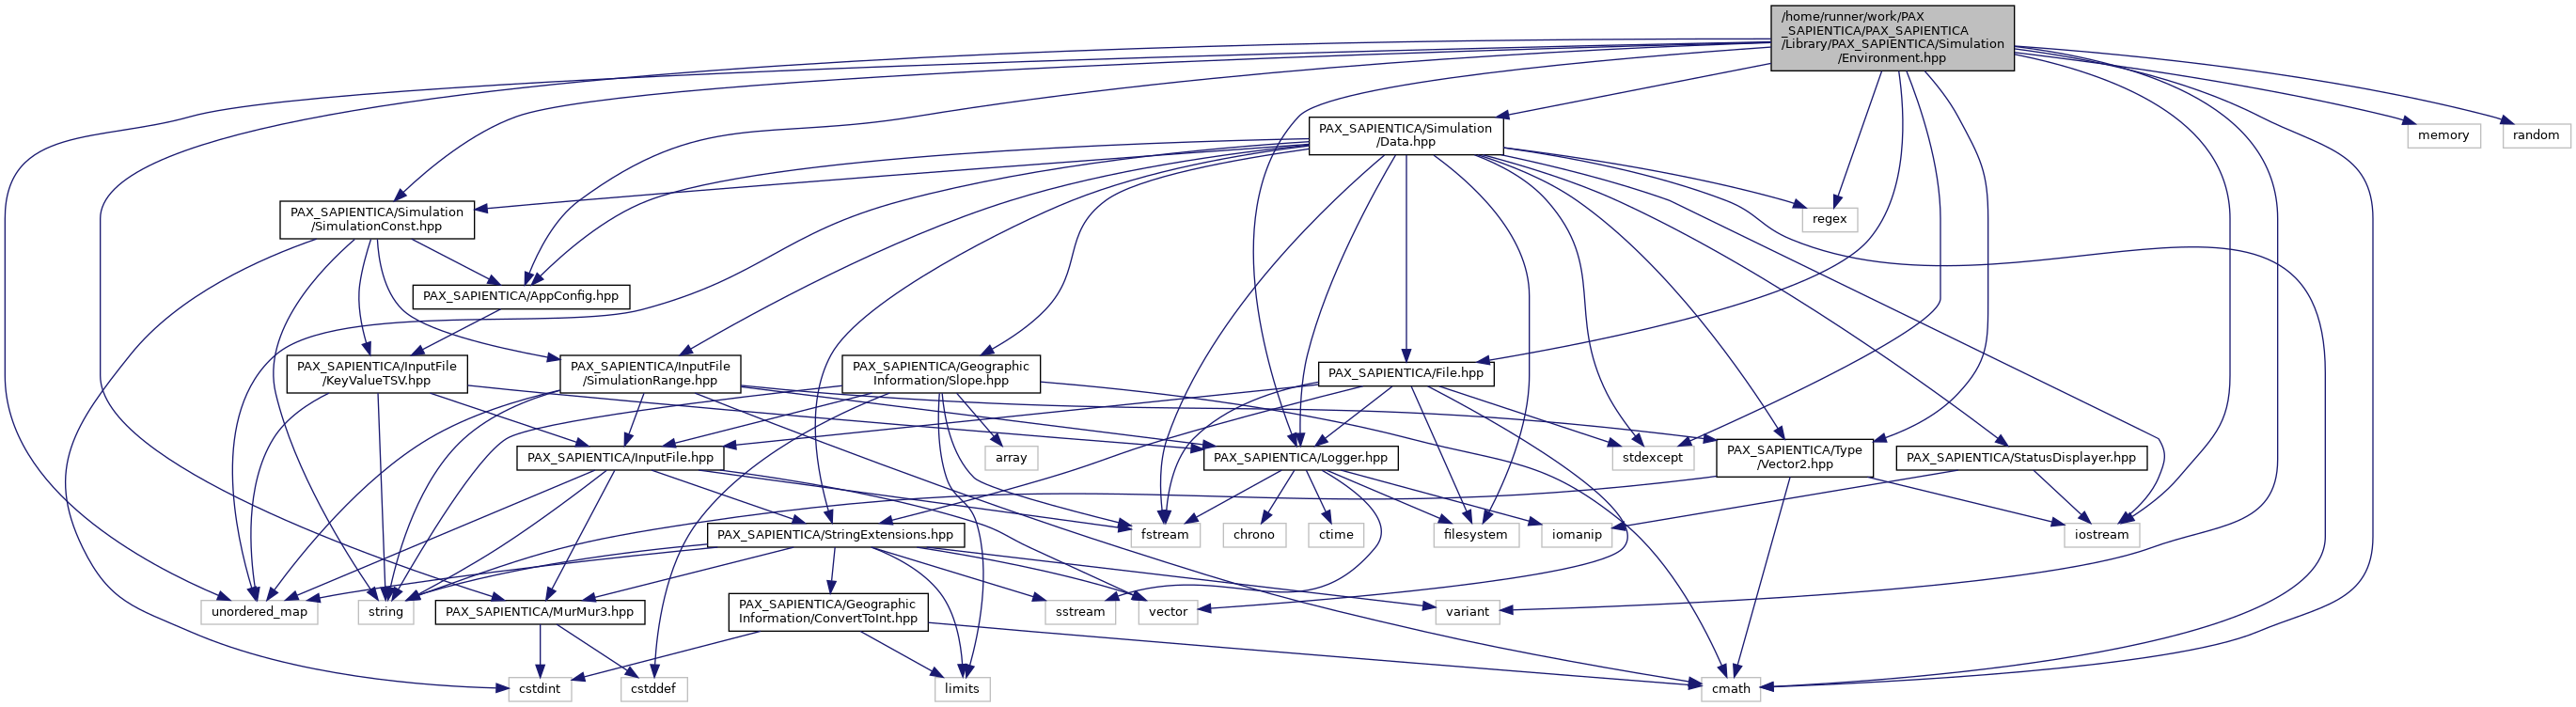 /home/runner/work/PAX
_SAPIENTICA/PAX_SAPIENTICA
/Library/PAX_SAPIENTICA/Simulation
/Environment.hpp
PAX_SAPIENTICA/Simulation
/Data.hpp
memory
random
PAX_SAPIENTICA/Simulation
/SimulationConst.hpp
regex
PAX_SAPIENTICA/AppConfig.hpp
PAX_SAPIENTICA/InputFile
/KeyValueTSV.hpp
PAX_SAPIENTICA/InputFile
/SimulationRange.hpp
PAX_SAPIENTICA/Geographic
Information/Slope.hpp
PAX_SAPIENTICA/File.hpp
PAX_SAPIENTICA/InputFile.hpp
array
PAX_SAPIENTICA/Logger.hpp
stdexcept
PAX_SAPIENTICA/Type
/Vector2.hpp
PAX_SAPIENTICA/StatusDisplayer.hpp
PAX_SAPIENTICA/StringExtensions.hpp
fstream
chrono
ctime
filesystem
iomanip
iostream
unordered_map
string
PAX_SAPIENTICA/MurMur3.hpp
PAX_SAPIENTICA/Geographic
Information/ConvertToInt.hpp
sstream
vector
variant
cstdint
cstddef
limits
cmath